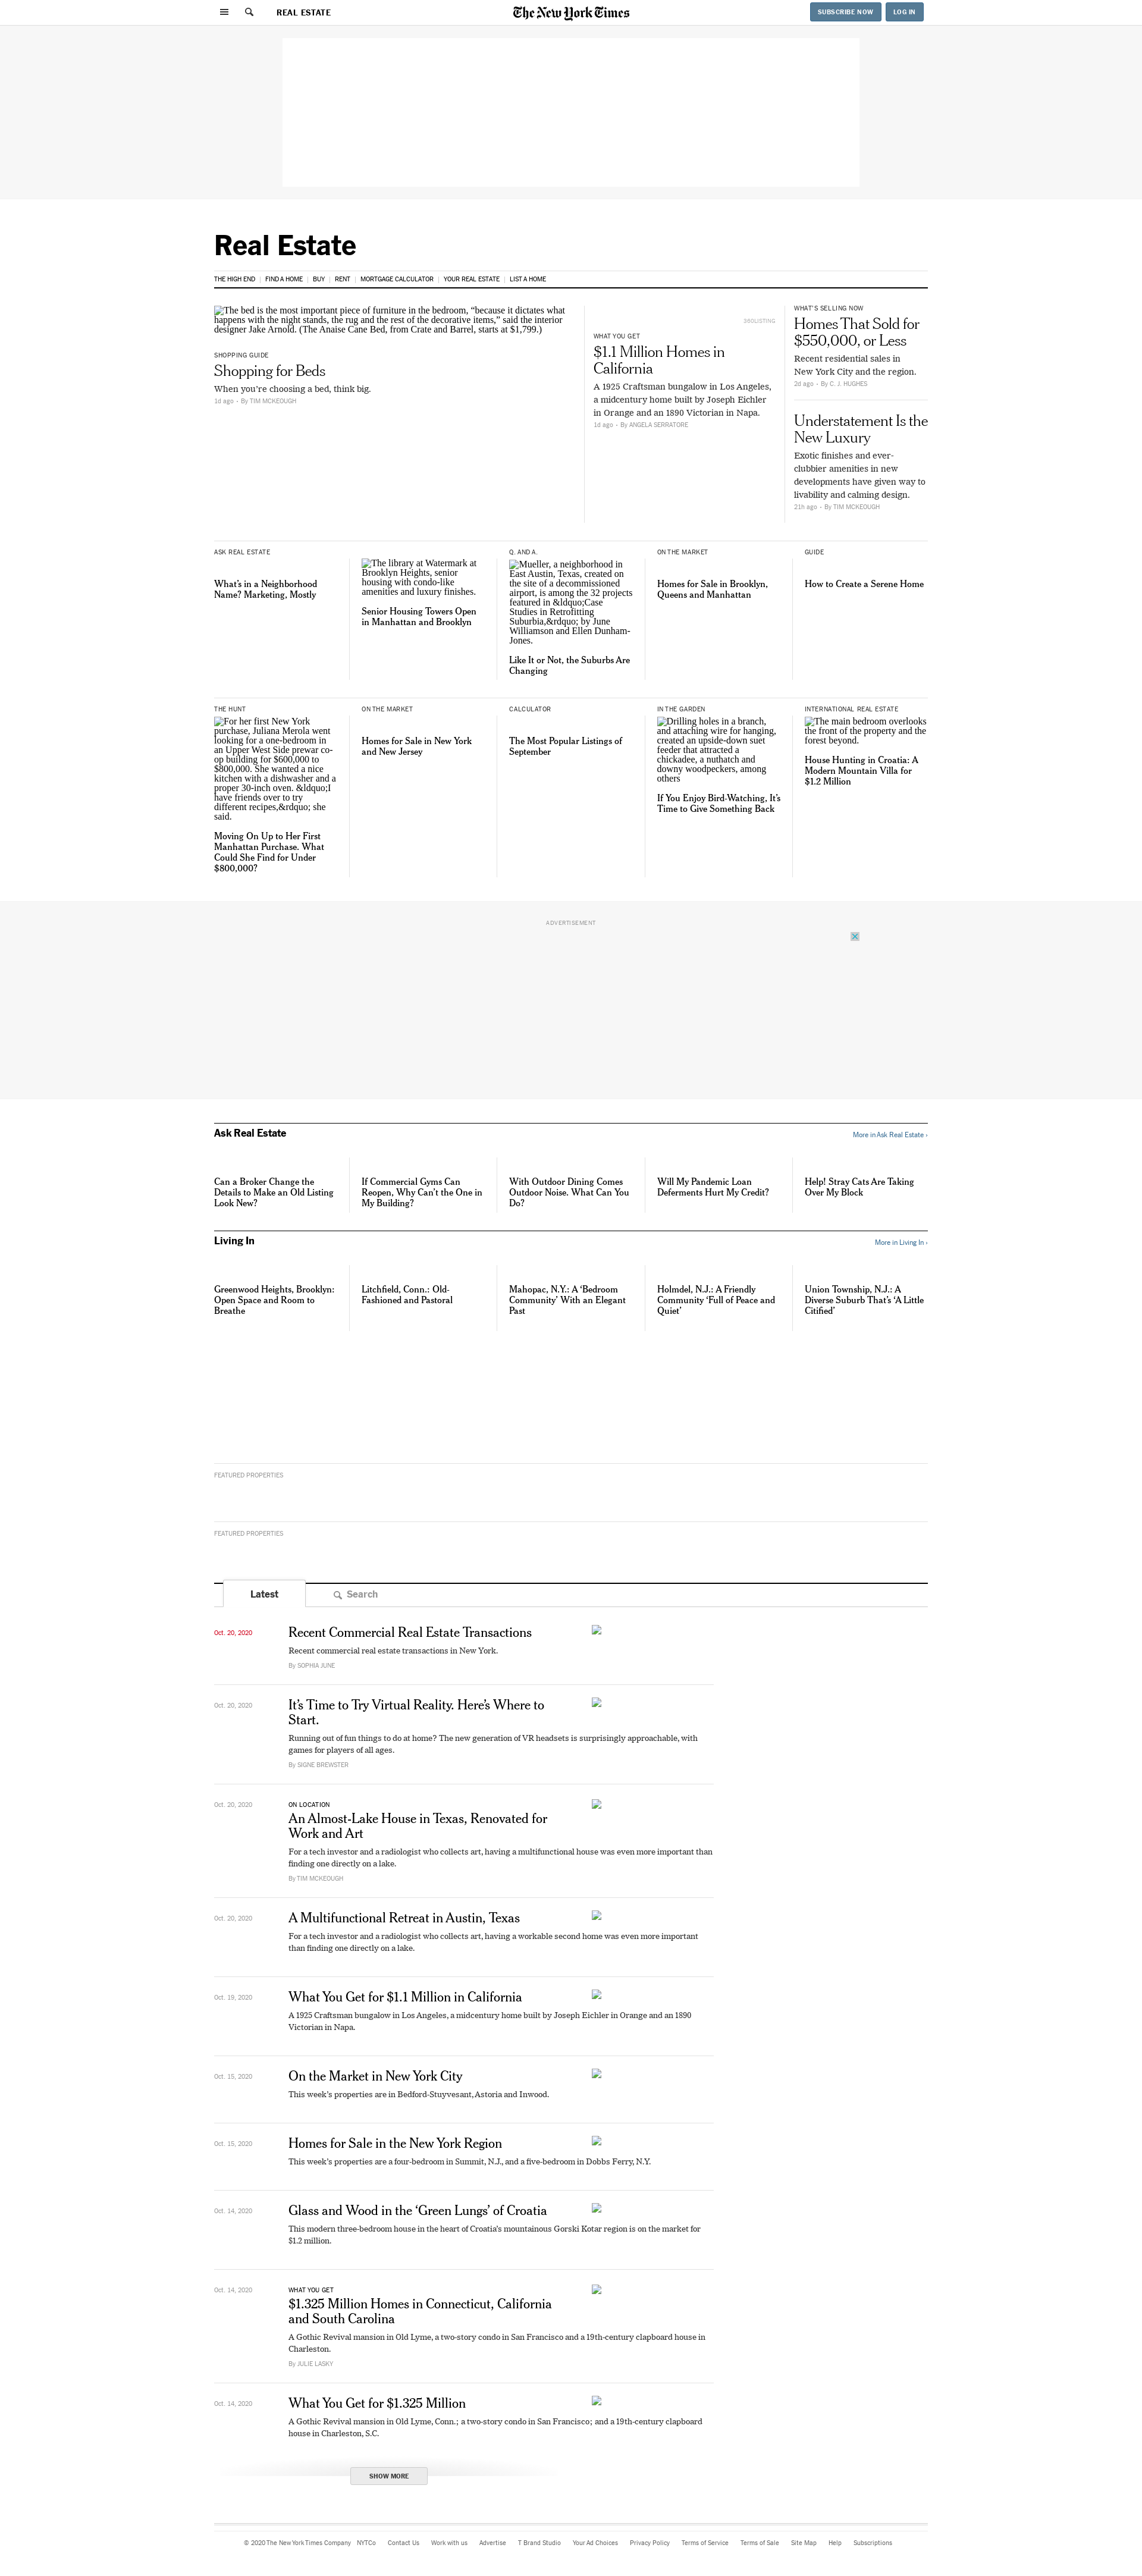 REAL ESTATE
The New York Times
SUBSCRIBE NOW
LOG IN
Real Estate
THE HIGH END | FIND A HOME | BUY | RENT | MORTGAGE CALCULATOR | YOUR REAL ESTATE | LIST A HOME
The bed is the most important piece of furniture in the bedroom, “because it dictates what
happens with the night stands, the rug and the rest of the decorative items,” said the interior
designer Jake Arnold. (The Anaise Cane Bed, from Crate and Barrel, starts at $1,799.)
SHOPPING GUIDE
Shopping for Beds
When you’re choosing a bed, think big.
1d ago - By TIM MCKEOUGH
360LISTING
WHAT YOU GET
$1.1 Million Homes in
California
A 1925 Craftsman bungalow in Los Angeles,
a midcentury home built by Joseph Eichler
in Orange and an 1890 Victorian in Napa.
1d ago - By ANGELA SERRATORE
WHAT’S SELLING NOW
Homes That Sold for
$550,000, or Less
Recent residential sales in
New York City and the region.
2d ago - By C. J. HUGHES
Understatement Is the
New Luxury
Exotic finishes and ever-
clubbier amenities in new
developments have given way to
livability and calming design.
21h ago - By TIM MCKEOUGH
ASK REAL ESTATE
What’s in a Neighborhood
Name? Marketing, Mostly
The library at Watermark at
Brooklyn Heights, senior
housing with condo-like
amenities and luxury finishes.
Senior Housing Towers Open
in Manhattan and Brooklyn
Q. AND A.
Mueller, a neighborhood in
East Austin, Texas, created on
the site of a decommissioned
airport, is among the 32 projects
featured in &ldquo;Case
Studies in Retrofitting
Suburbia,&rdquo; by June
Williamson and Ellen Dunham-
Jones.
Like It or Not, the Suburbs Are
Changing
ON THE MARKET
Homes for Sale in Brooklyn,
Queens and Manhattan
GUIDE
How to Create a Serene Home
THE HUNT
For her first New York
purchase, Juliana Merola went
looking for a one-bedroom in
an Upper West Side prewar co-
op building for $600,000 to
$800,000. She wanted a nice
kitchen with a dishwasher and a
proper 30-inch oven. &ldquo;I
have friends over to try
different recipes,&rdquo; she
said.
Moving On Up to Her First
Manhattan Purchase. What
Could She Find for Under
$800,000?
ON THE MARKET
Homes for Sale in New York
and New Jersey
CALCULATOR
The Most Popular Listings of
September
IN THE GARDEN
Drilling holes in a branch,
and attaching wire for hanging,
created an upside-down suet
feeder that attracted a
chickadee, a nuthatch and
downy woodpeckers, among
others
If You Enjoy Bird-Watching, It’s
Time to Give Something Back
INTERNATIONAL REAL ESTATE
The main bedroom overlooks
the front of the property and the
forest beyond.
House Hunting in Croatia: A
Modern Mountain Villa for
$1.2 Million
ADVERTISEMENT
Ask Real Estate
More in Ask Real Estate ›
Can a Broker Change the
Details to Make an Old Listing
Look New?
If Commercial Gyms Can
Reopen, Why Can’t the One in
My Building?
With Outdoor Dining Comes
Outdoor Noise. What Can You
Do?
Will My Pandemic Loan
Deferments Hurt My Credit?
Help! Stray Cats Are Taking
Over My Block
Living In
More in Living In ›
Greenwood Heights, Brooklyn:
Open Space and Room to
Breathe
Litchfield, Conn.: Old-
Fashioned and Pastoral
Mahopac, N.Y.: A ‘Bedroom
Community’ With an Elegant
Past
Holmdel, N.J.: A Friendly
Community ‘Full of Peace and
Quiet’
Union Township, N.J.: A
Diverse Suburb That’s ‘A Little
Citified’
FEATURED PROPERTIES
FEATURED PROPERTIES
Latest
Search
Oct. 20, 2020
Recent Commercial Real Estate Transactions
Recent commercial real estate transactions in New York.
By SOPHIA JUNE
Oct. 20, 2020
It’s Time to Try Virtual Reality. Here’s Where to
Start.
Running out of fun things to do at home? The new generation of VR headsets is surprisingly approachable, with
games for players of all ages.
By SIGNE BREWSTER
Oct. 20, 2020
ON LOCATION
An Almost-Lake House in Texas, Renovated for
Work and Art
For a tech investor and a radiologist who collects art, having a multifunctional house was even more important than
finding one directly on a lake.
By TIM MCKEOUGH
Oct. 20, 2020
A Multifunctional Retreat in Austin, Texas
For a tech investor and a radiologist who collects art, having a workable second home was even more important
than finding one directly on a lake.
Oct. 19, 2020
What You Get for $1.1 Million in California
A 1925 Craftsman bungalow in Los Angeles, a midcentury home built by Joseph Eichler in Orange and an 1890
Victorian in Napa.
Oct. 15, 2020
On the Market in New York City
This week’s properties are in Bedford-Stuyvesant, Astoria and Inwood.
Oct. 15, 2020
Homes for Sale in the New York Region
This week’s properties are a four-bedroom in Summit, N.J., and a five-bedroom in Dobbs Ferry, N.Y.
Oct. 14, 2020
Glass and Wood in the ‘Green Lungs’ of Croatia
This modern three-bedroom house in the heart of Croatia’s mountainous Gorski Kotar region is on the market for
$1.2 million.
Oct. 14, 2020
WHAT YOU GET
$1.325 Million Homes in Connecticut, California
and South Carolina
A Gothic Revival mansion in Old Lyme, a two-story condo in San Francisco and a 19th-century clapboard house in
Charleston.
By JULIE LASKY
Oct. 14, 2020
What You Get for $1.325 Million
A Gothic Revival mansion in Old Lyme, Conn.; a two-story condo in San Francisco; and a 19th-century clapboard
house in Charleston, S.C.
SHOW MORE
© 2020 The New York Times Company NYTCo Contact Us Work with us Advertise T Brand Studio Your Ad Choices Privacy Policy Terms of Service Terms of Sale Site Map Help Subscriptions